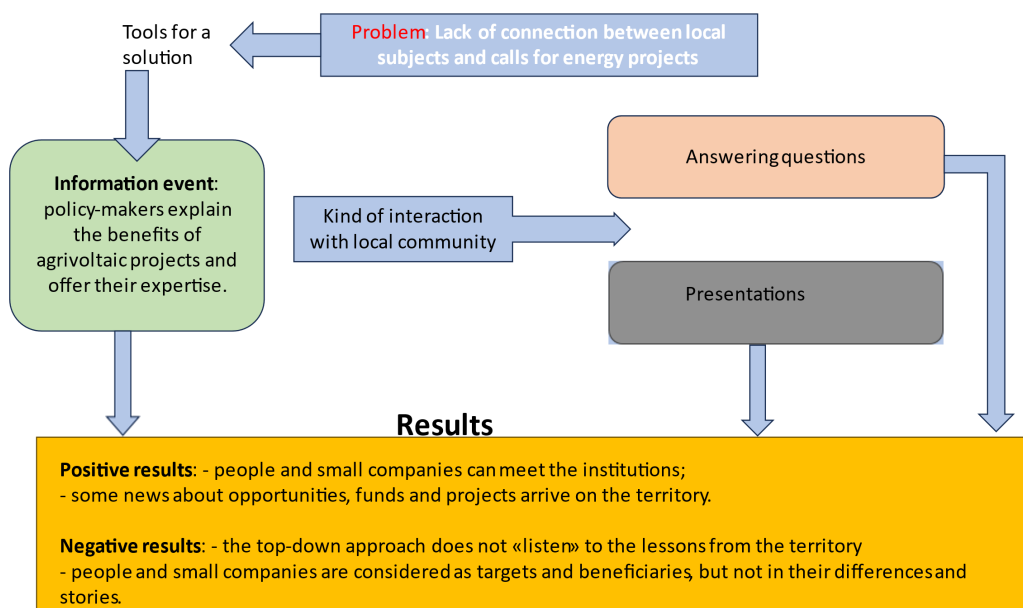 Problem: Lack of connection between local
subjects and calls for energy projects
Tools for a
solution
Information event:
policy-makers explain
the benefits of
agrivoltaic projects and
offer their expertise.
Kind of interaction
with local community
Answering questions
Presentations
Results
Positive results: - people and small companies can meet the institutions;
- some news about opportunities, funds and projects arrive on the territory.
Negative results: - the top-down approach does not «listen» to the lessons from the territory
- people and small companies are considered as targets and beneficiaries, but not in their differences and
stories.